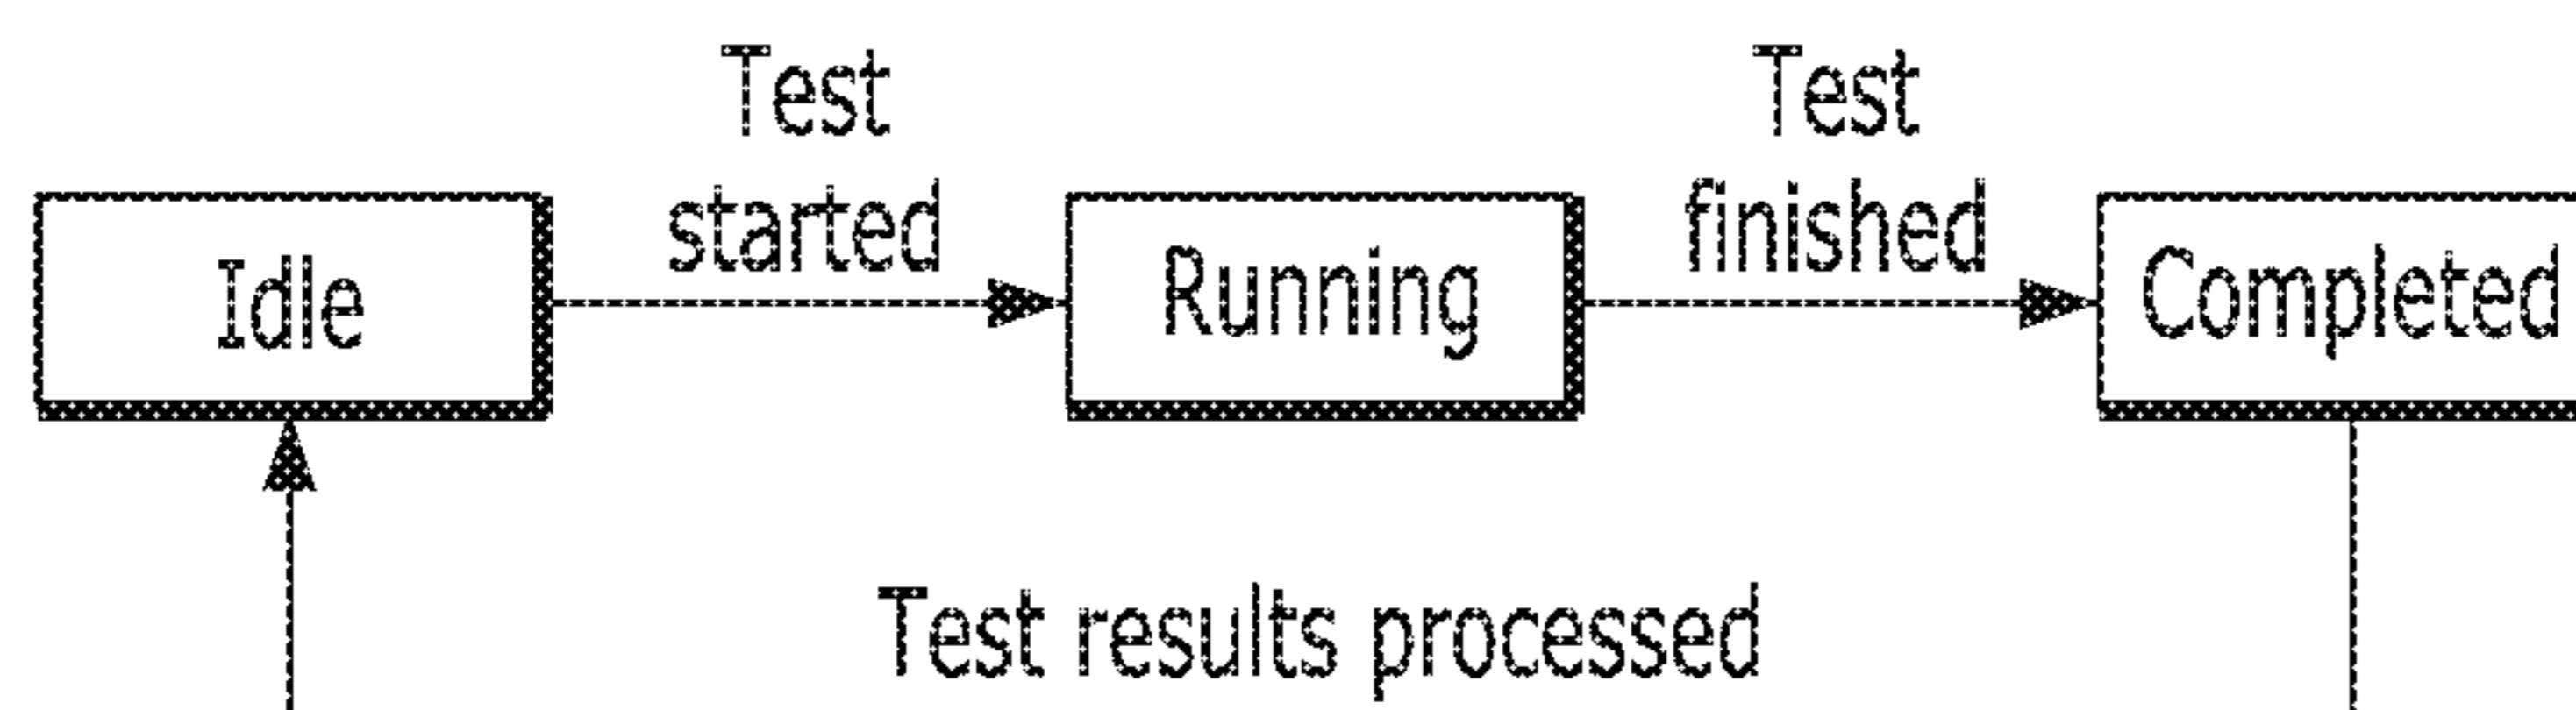 Test
started
Test
finished
Idle
Running
Completed
Test results processed